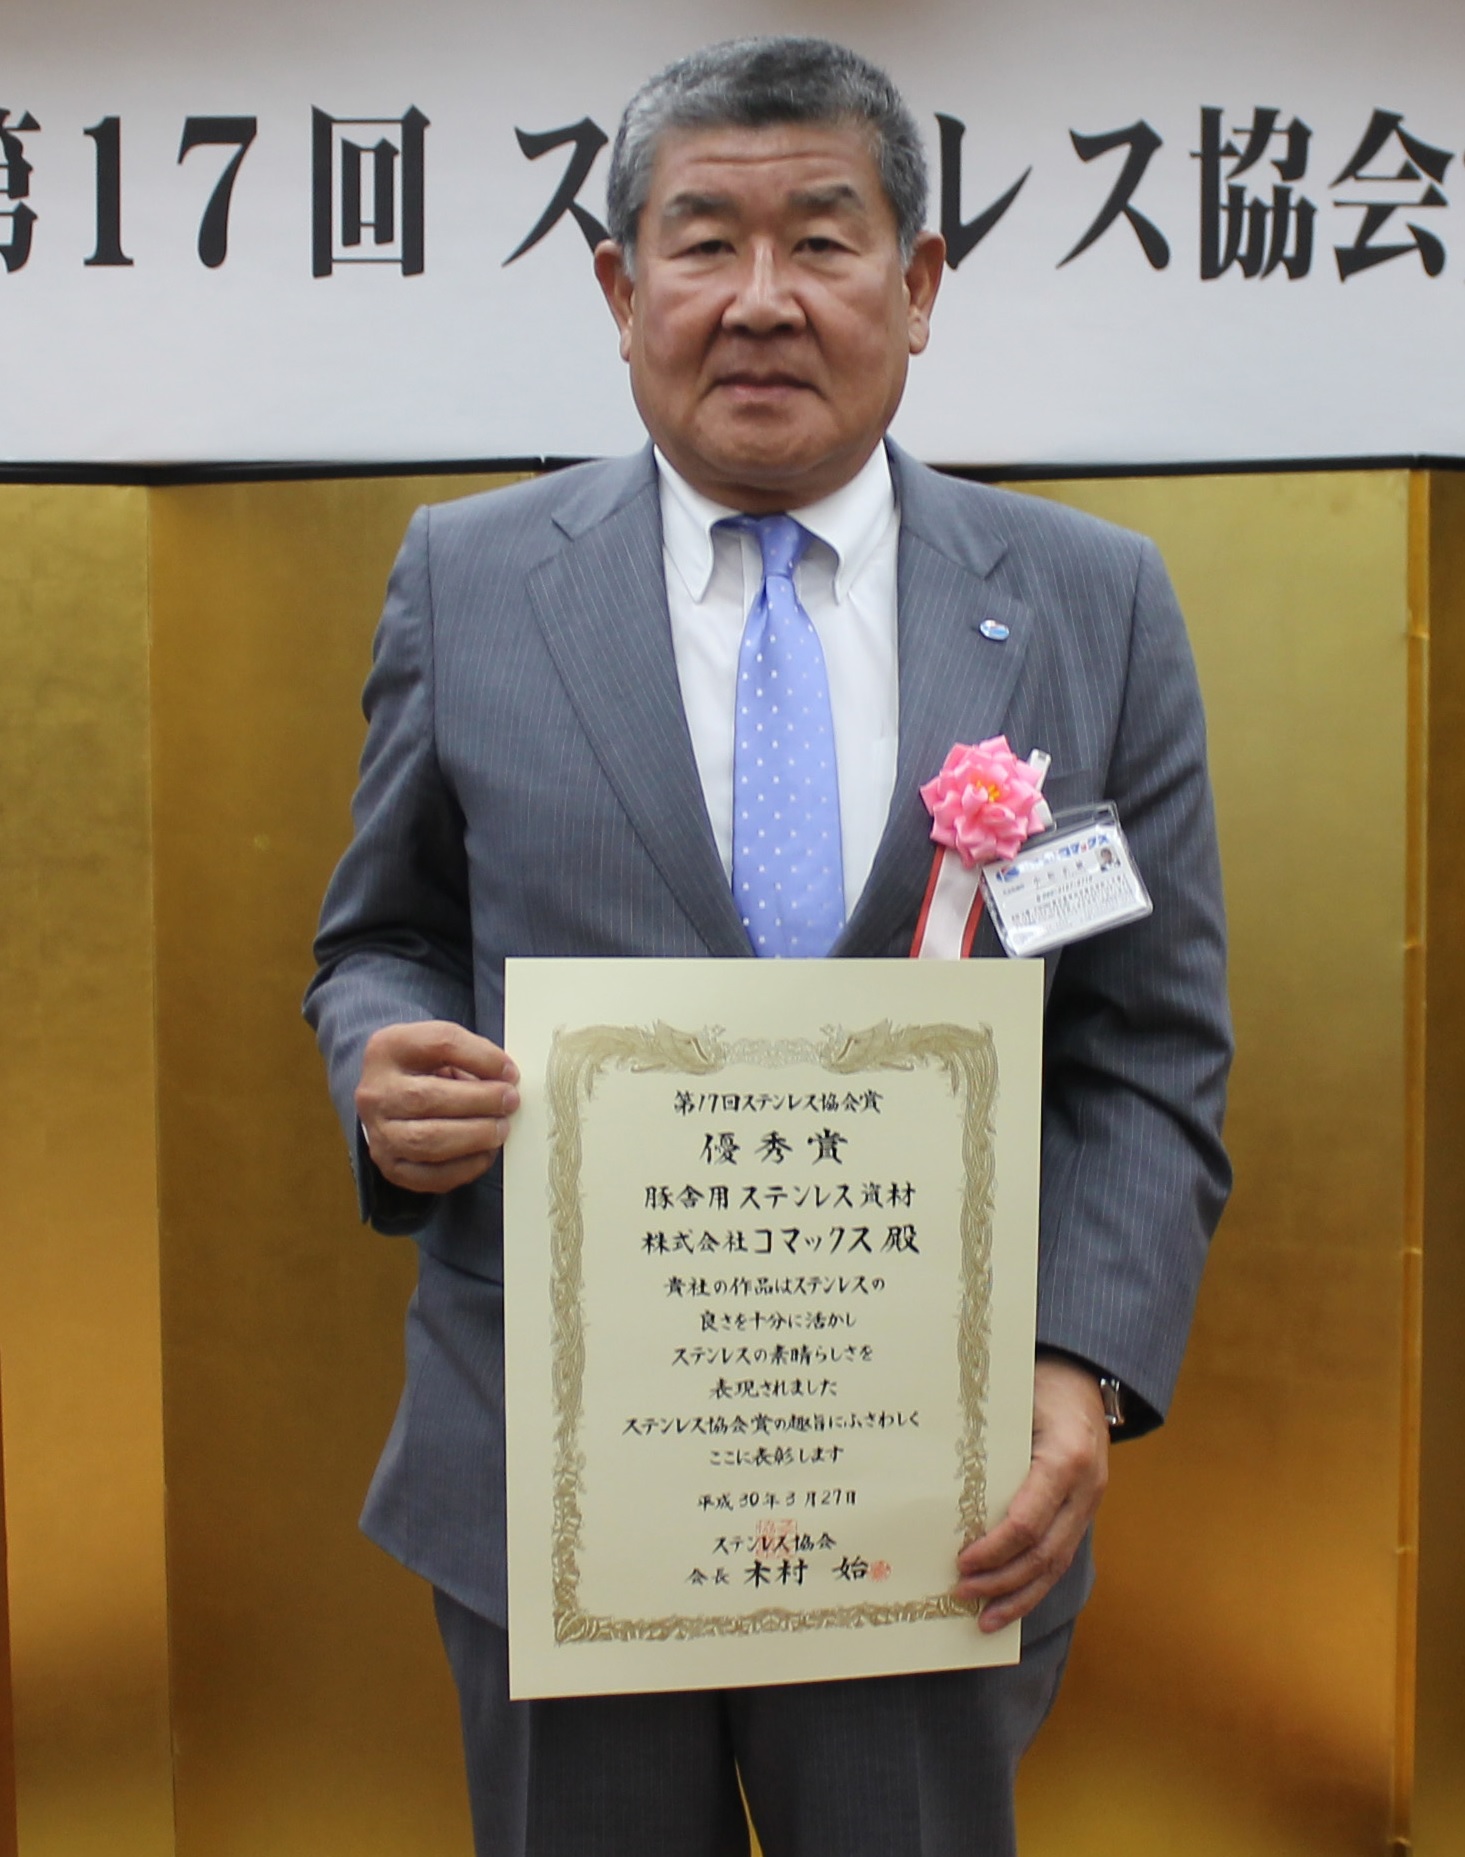 第17回 ス レス協会
コマックス
第17回ステンレス協会賞
優秀賞
豚舎用ステンレス資材
株式会社コマックス殿
貴社の作品はステンレスの
良さを十分に活かし
ステンレスの素晴らしさを
表現されました
ステンレス協会賞の趣旨にふさわしく
ここに表彰します
平成30年3月27日
ステンレス協会
会長 木村 始